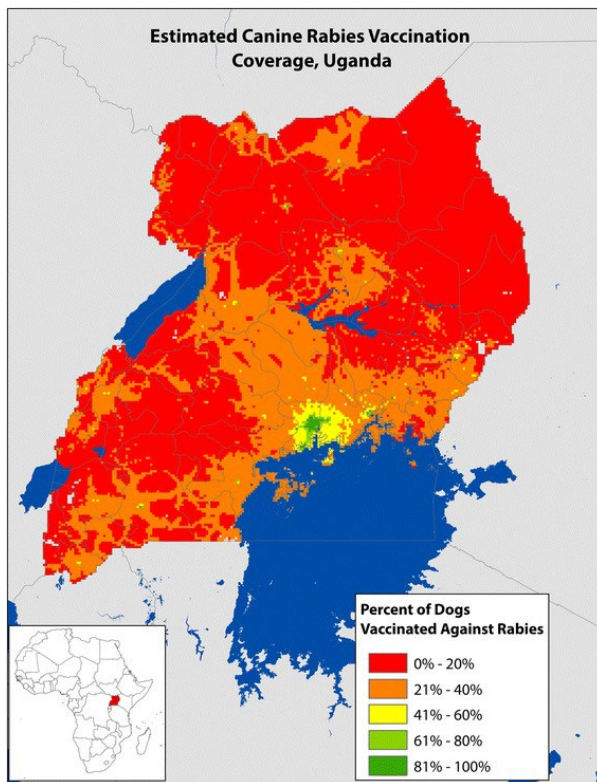 Estimated Canine Rabies Vaccination
Coverage, Uganda
Percent of Dogs
Vaccinated Against Rabies
0% - 20%
21% - 40%
41% - 60%
61% - 80%
81% - 100%